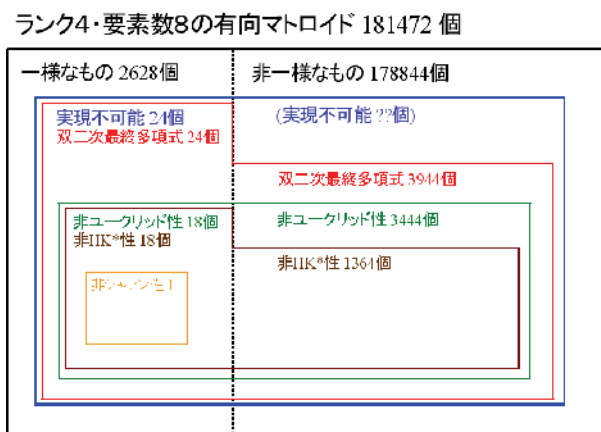 ランク4・要素数8の有向マトロイド 181472 個
一様なもの 2628個
非一様なもの 178844個
実現不可能 24個
双二次最終多項式 24個
(実現不可能 ??個)
双二次最終多項式 3944個
非ユークリッド性 18個
非HK*性 18個
非ユークリッド性 3444個
非HK*性 1364個